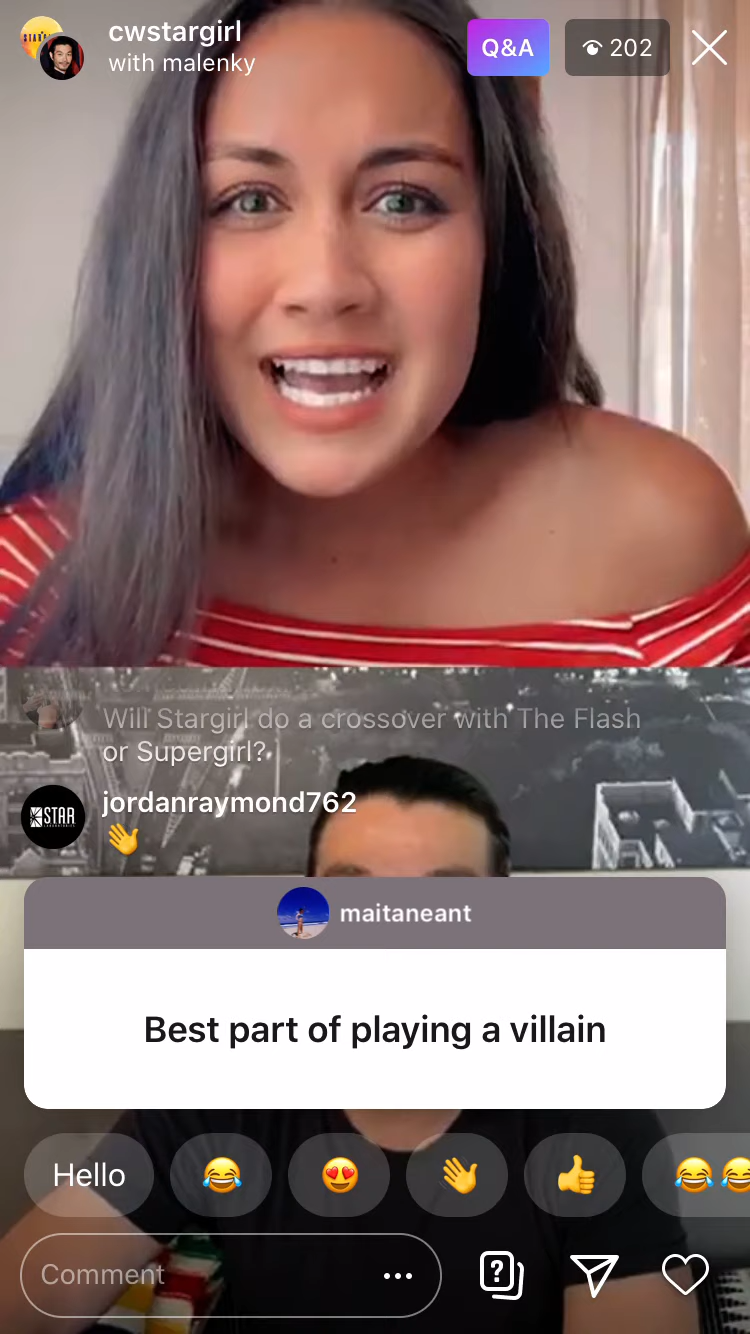 cwstargirl
with malenky
Q&A
202
Will Stargirl do a crossover with The Flash
or Supergirl?
jordanraymond762
👋
STAR
maitaneant
Best part of playing a villain
Hello
😂
😍
👋
👍
😂😂
Comment